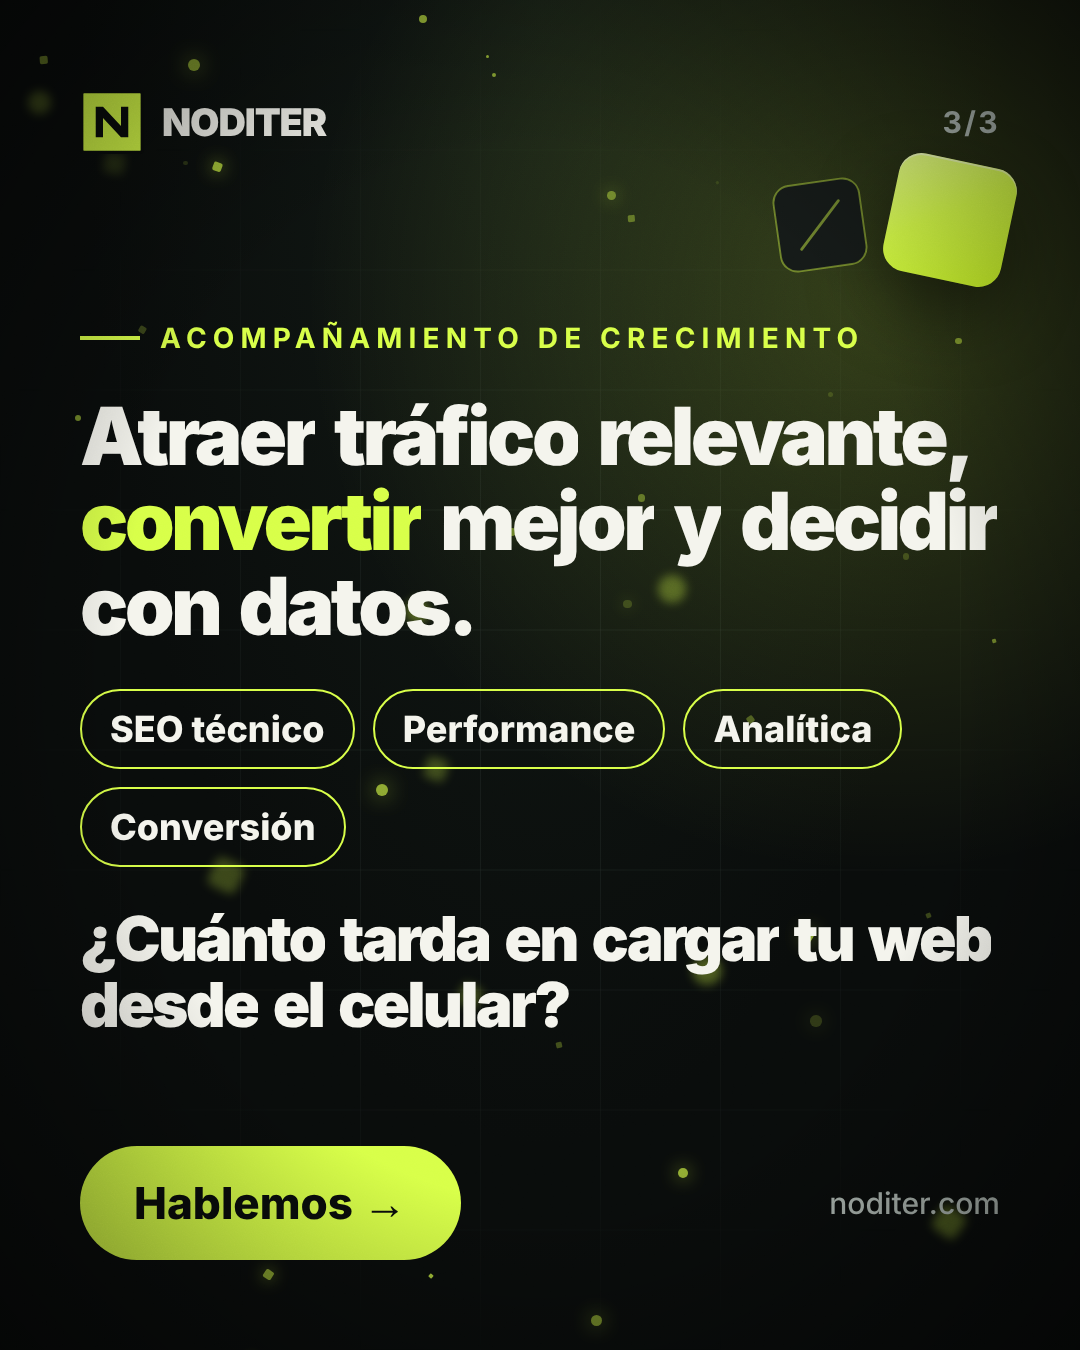 N NODITER
3/3
ACOMPAÑAMIENTO DE CRECIMIENTO
Atraer tráfico relevante,
convertir mejor y decidir
con datos.
SEO técnico Performance Analítica
Conversión
¿Cuánto tarda en cargar tu web
desde el celular?
Hablemos →
noditer.com